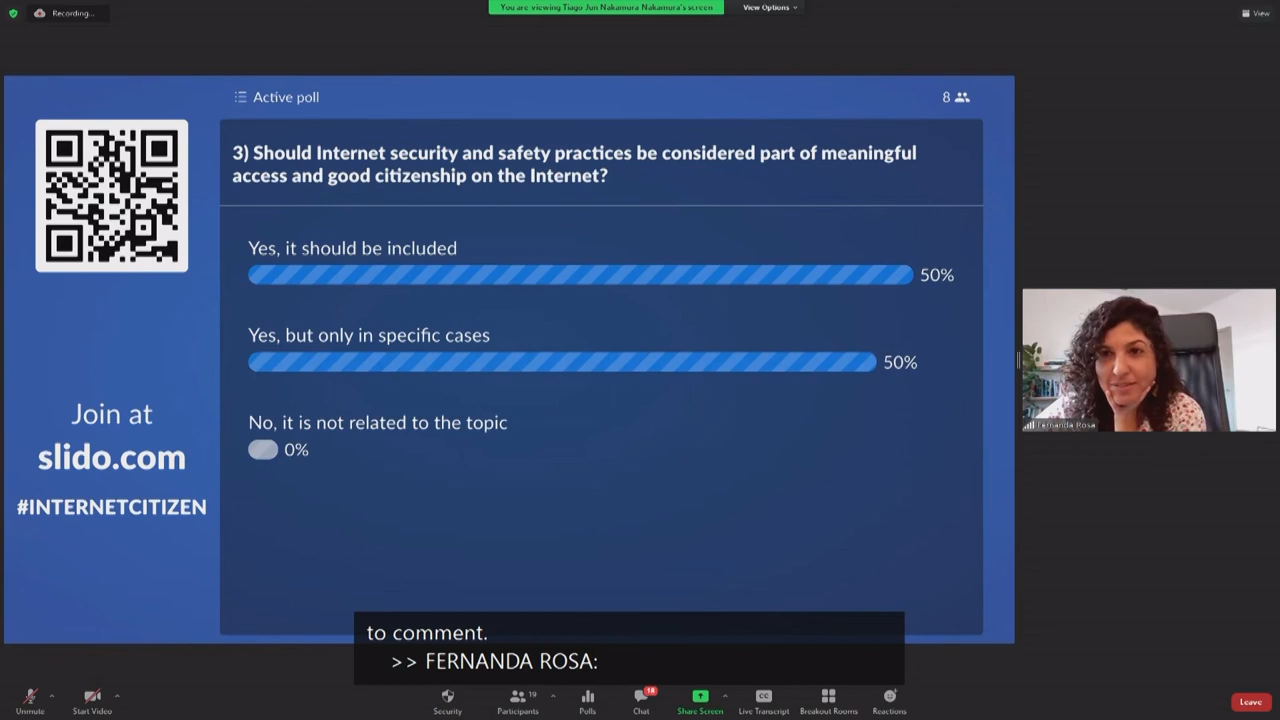 Recording...
You are viewing Tiago Jun Nakamura Nakamura's screen
View Options
View
Active poll
8
3) Should Internet security and safety practices be considered part of meaningful
access and good citizenship on the Internet?
Yes, it should be included
50%
Yes, but only in specific cases
50%
No, it is not related to the topic
0%
Join at
slido.com
#INTERNETCITIZEN
Fernanda Rosa
to comment.
>> FERNANDA ROSA:
Unmute
Start Video
Security
Participants
19
Polls
Chat
18
Share Screen
Live Transcript
CC
Breakout Rooms
Reactions
Leave